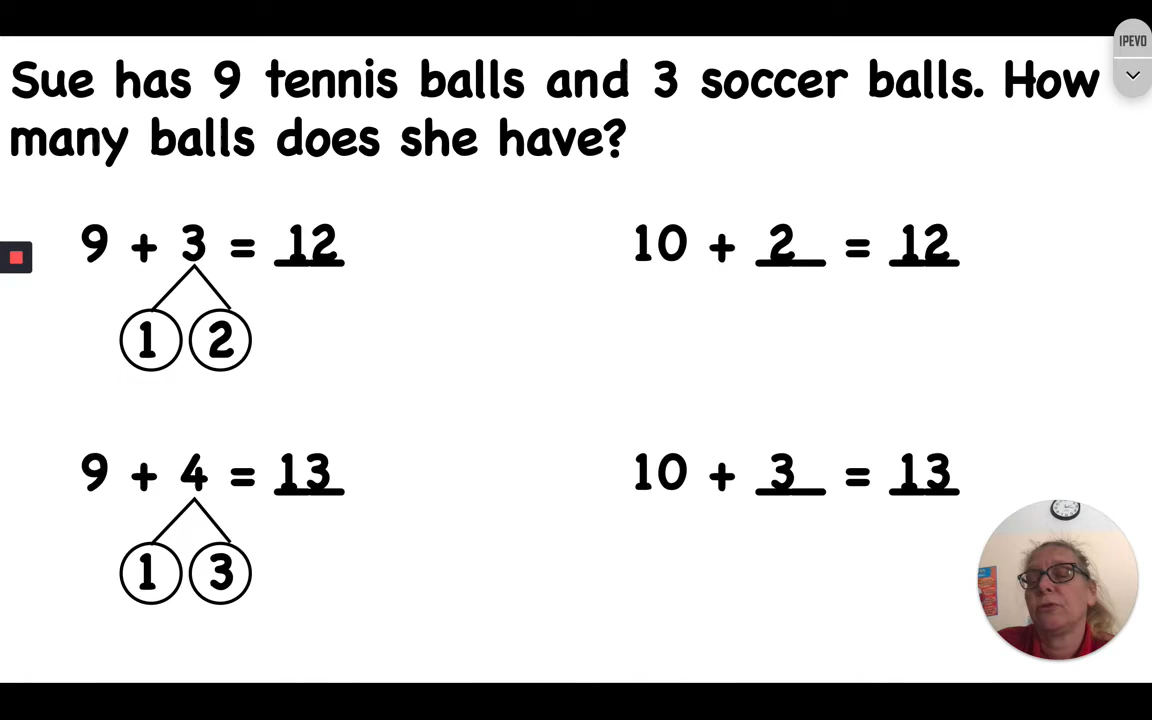 IPEVO
Sue has 9 tennis balls and 3 soccer balls. How
many balls does she have?
9 + 3 = 12
10 + 2 = 12
1 2
9 + 4 = 13
10 + 3 = 13
1 3